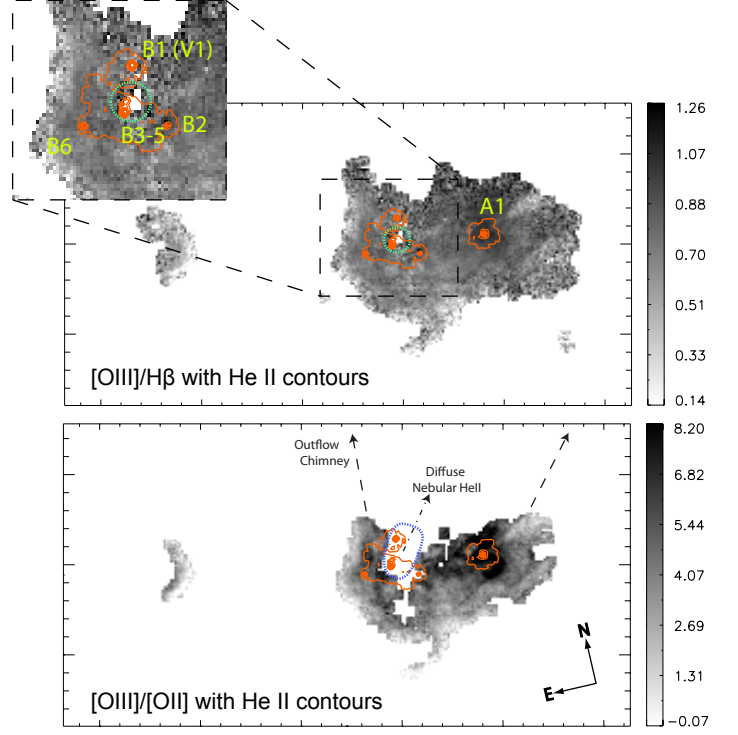 B1 (V1)
B3-5
B2
B6
A1
[OIII]/Hβ with He II contours
1.26
1.07
0.88
0.70
0.51
0.33
0.14
Outflow
Chimney
Diffuse
Nebular HeII
N
E
[OIII]/[OII] with He II contours
8.20
6.82
5.44
4.07
2.69
1.31
-0.07